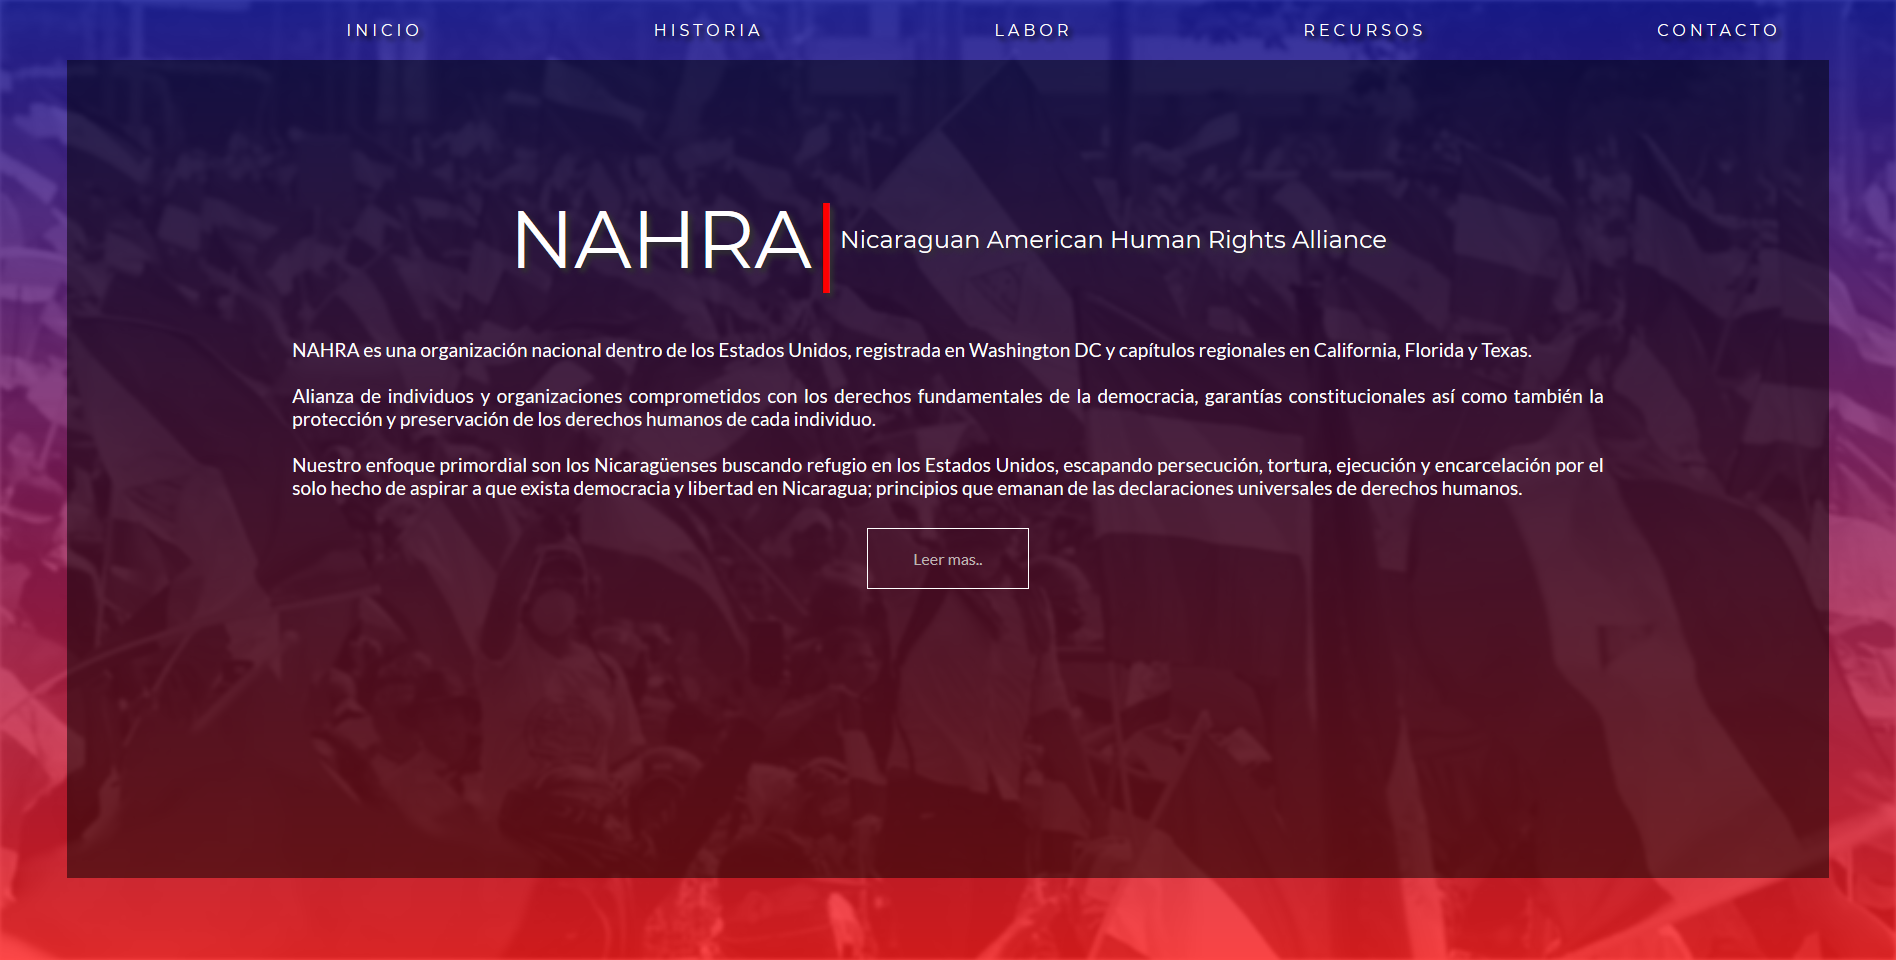 INICIO HISTORIA LABOR RECURSOS CONTACTO
NAHRA Nicaraguan American Human Rights Alliance
NAHRA es una organización nacional dentro de los Estados Unidos, registrada en Washington DC y capítulos regionales en California, Florida y Texas.
Alianza de individuos y organizaciones comprometidos con los derechos fundamentales de la democracia, garantías constitucionales así como también la
protección y preservación de los derechos humanos de cada individuo.
Nuestro enfoque primordial son los Nicaragüenses buscando refugio en los Estados Unidos, escapando persecución, tortura, ejecución y encarcelación por el
solo hecho de aspirar a que exista democracia y libertad en Nicaragua; principios que emanan de las declaraciones universales de derechos humanos.
Leer mas..